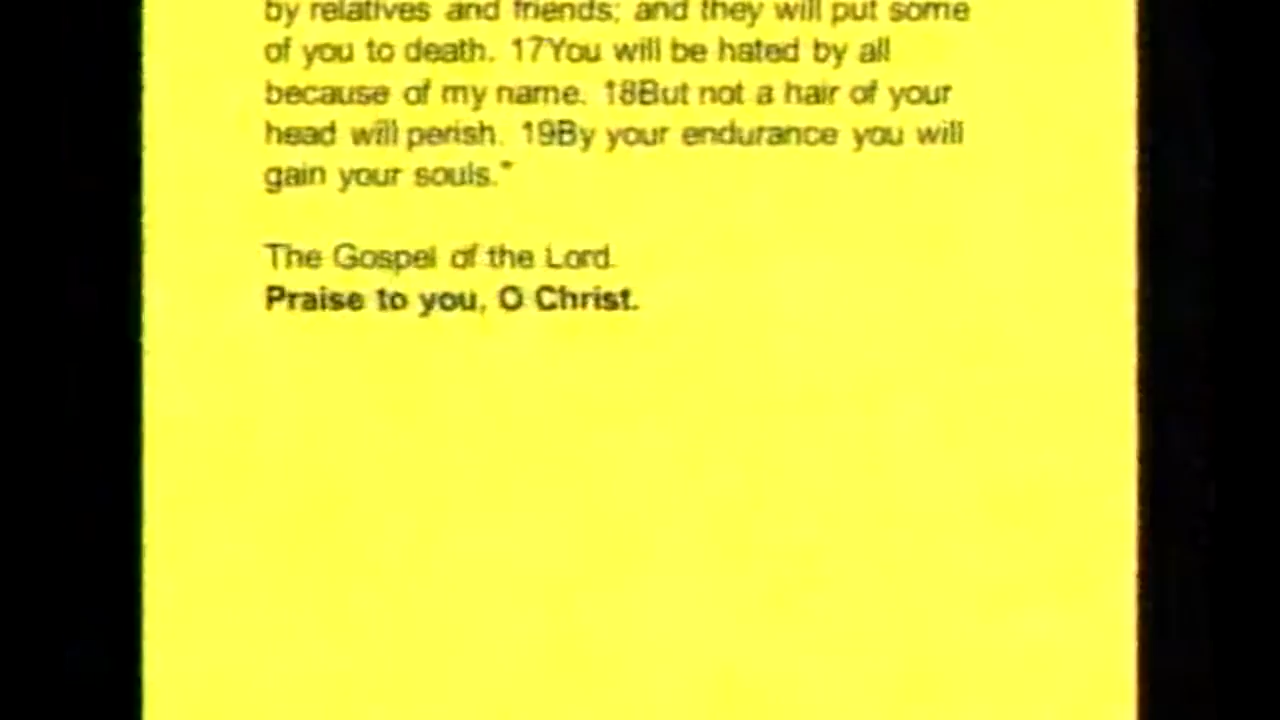 by relatives and friends; and they will put some
of you to death. 17You will be hated by all
because of my name. 18But not a hair of your
head will perish. 19By your endurance you will
gain your souls."
The Gospel of the Lord.
Praise to you, O Christ.